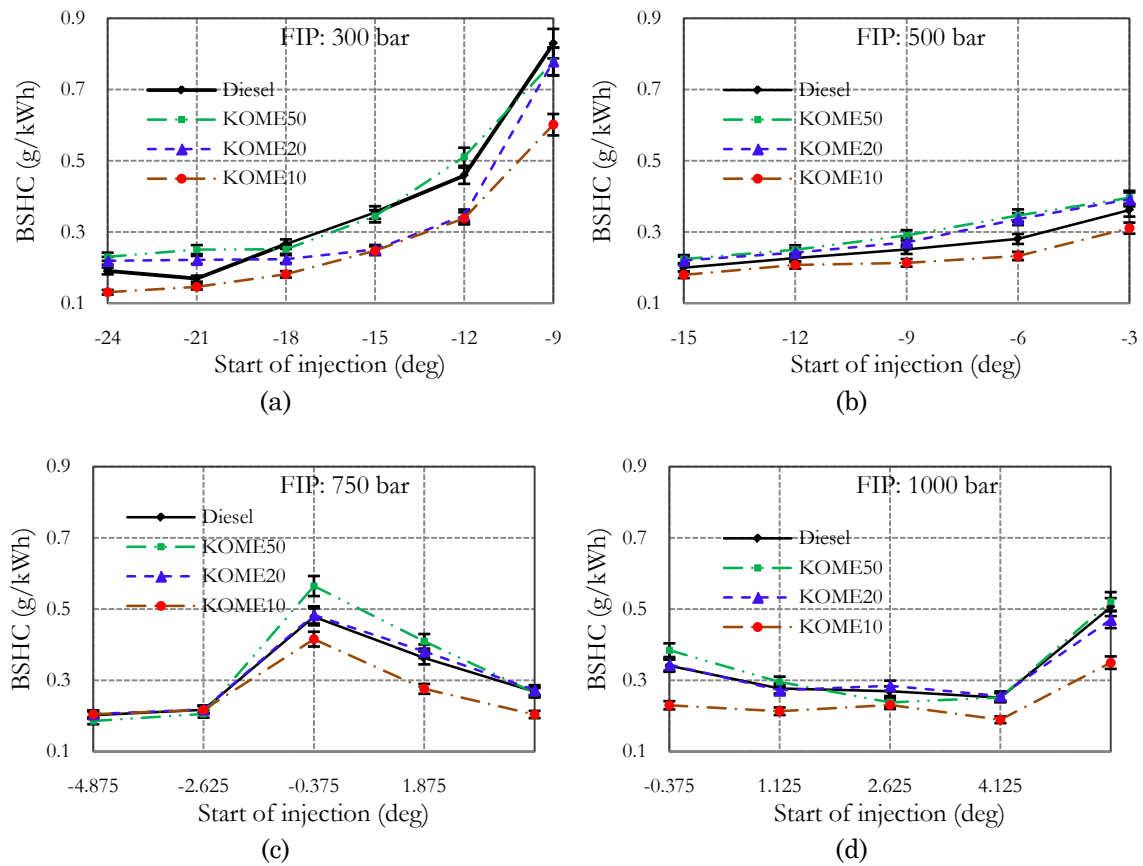 FIP: 300 bar
0.9
0.7
0.5
0.3
0.1
BSHC (g/kWh)
Diesel
KOME50
KOME20
KOME10
-24 -21 -18 -15 -12 -9
Start of injection (deg)
(a)
FIP: 500 bar
0.9
0.7
0.5
0.3
0.1
BSHC (g/kWh)
Diesel
KOME50
KOME20
KOME10
-15 -12 -9 -6 -3
Start of injection (deg)
(b)
FIP: 750 bar
0.9
0.7
0.5
0.3
0.1
BSHC (g/kWh)
Diesel
KOME50
KOME20
KOME10
-4.875 -2.625 -0.375 1.875
Start of injection (deg)
(c)
FIP: 1000 bar
0.9
0.7
0.5
0.3
0.1
BSHC (g/kWh)
Diesel
KOME50
KOME20
KOME10
-0.375 1.125 2.625 4.125
Start of injection (deg)
(d)